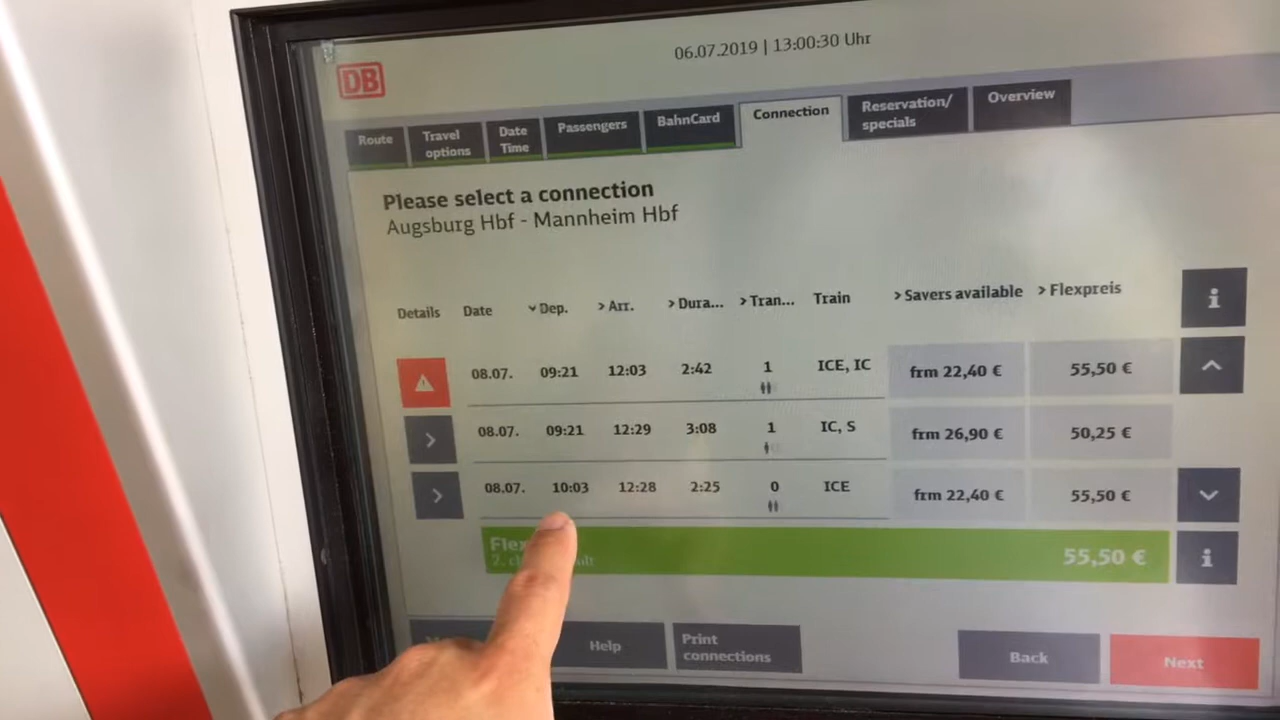 06.07.2019 | 13:00:30 Uhr
DB
Route
Travel options
Date Time
Passengers
BahnCard
Connection
Reservation/ specials
Overview
Please select a connection
Augsburg Hbf - Mannheim Hbf
Details Date Dep. > Arr. > Dura... > Tran... Train > Savers available > Flexpreis
08.07. 09:21 12:03 2:42 1 ICE, IC frm 22,40 € 55,50 €
08.07. 09:21 12:29 3:08 1 IC, S frm 26,90 € 50,25 €
08.07. 10:03 12:28 2:25 0 ICE frm 22,40 € 55,50 €
55,50 €
2.
Help
Print connections
Back
Next